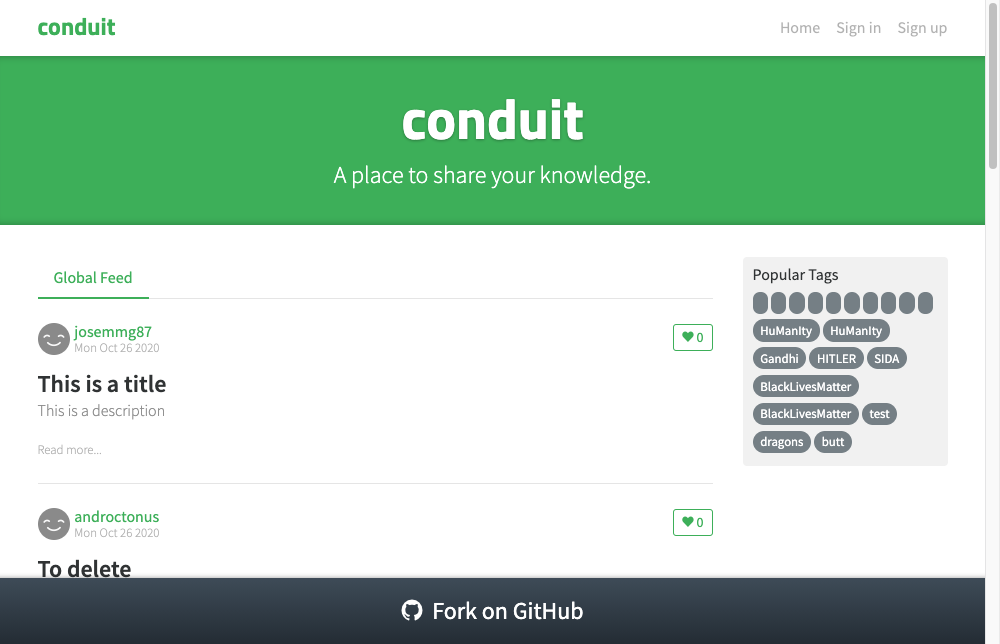 conduit
Home Sign in Sign up
conduit
A place to share your knowledge.
Global Feed
josemmg87
Mon Oct 26 2020
0
This is a title
This is a description
Read more...
androctonus
Mon Oct 26 2020
0
To delete
Popular Tags
HuManIty HuManIty
Gandhi HITLER SIDA
BlackLivesMatter
BlackLivesMatter test
dragons butt
Fork on GitHub